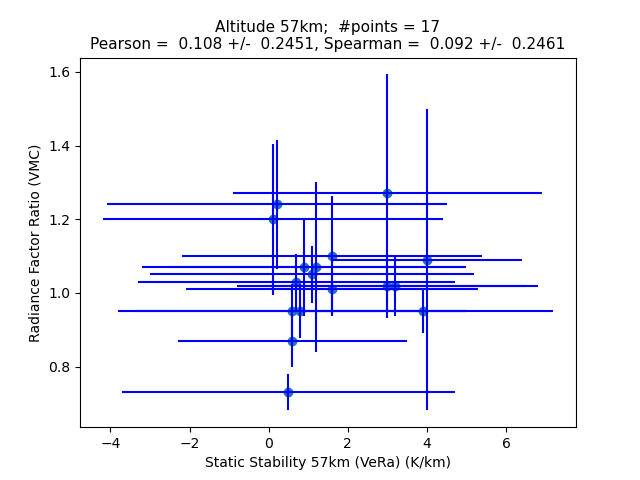 Altitude 57km;  #points = 17
Pearson =  0.108 +/-  0.2451, Spearman =  0.092 +/-  0.2461
1.6
1.4
1.2
1.0
0.8
Radiance Factor Ratio (VMC)
−4
−2
0
2
4
6
Static Stability 57km (VeRa) (K/km)